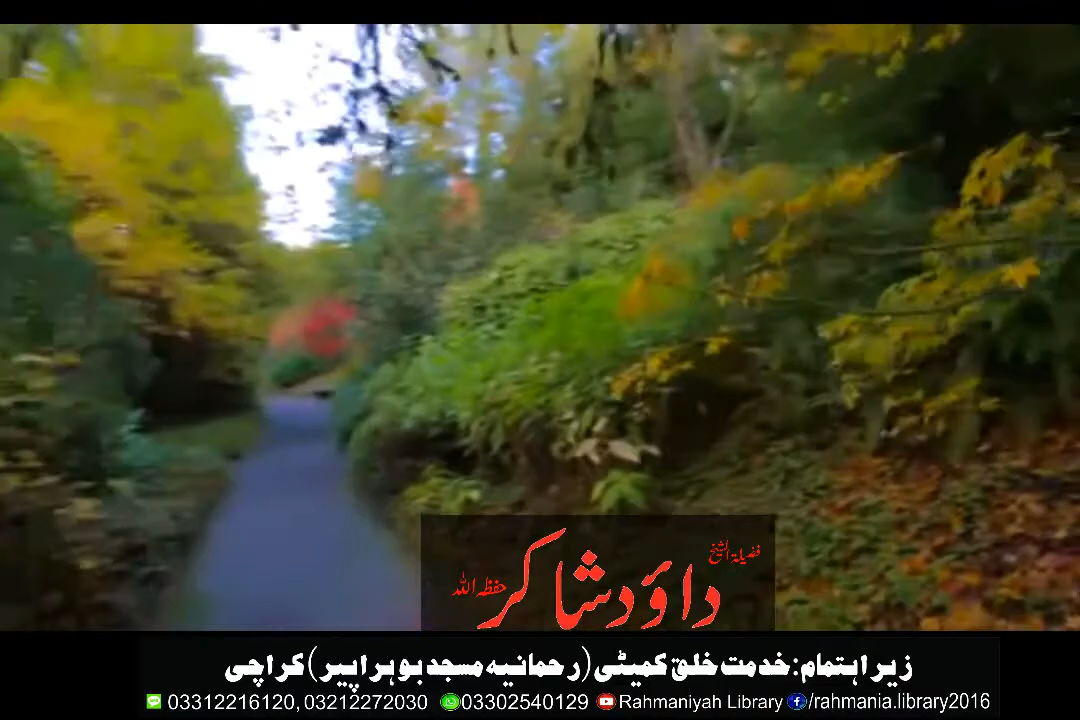 فضیلۃ الشیخ
داؤد شاکر حفظہ اللہ
زیر اہتمام: خدمت خلق کمیٹی (رحمانیہ مسجد بوہراپیر) کراچی
03312216120, 03212272030 03302540129 Rahmaniyah Library /rahmania.library2016